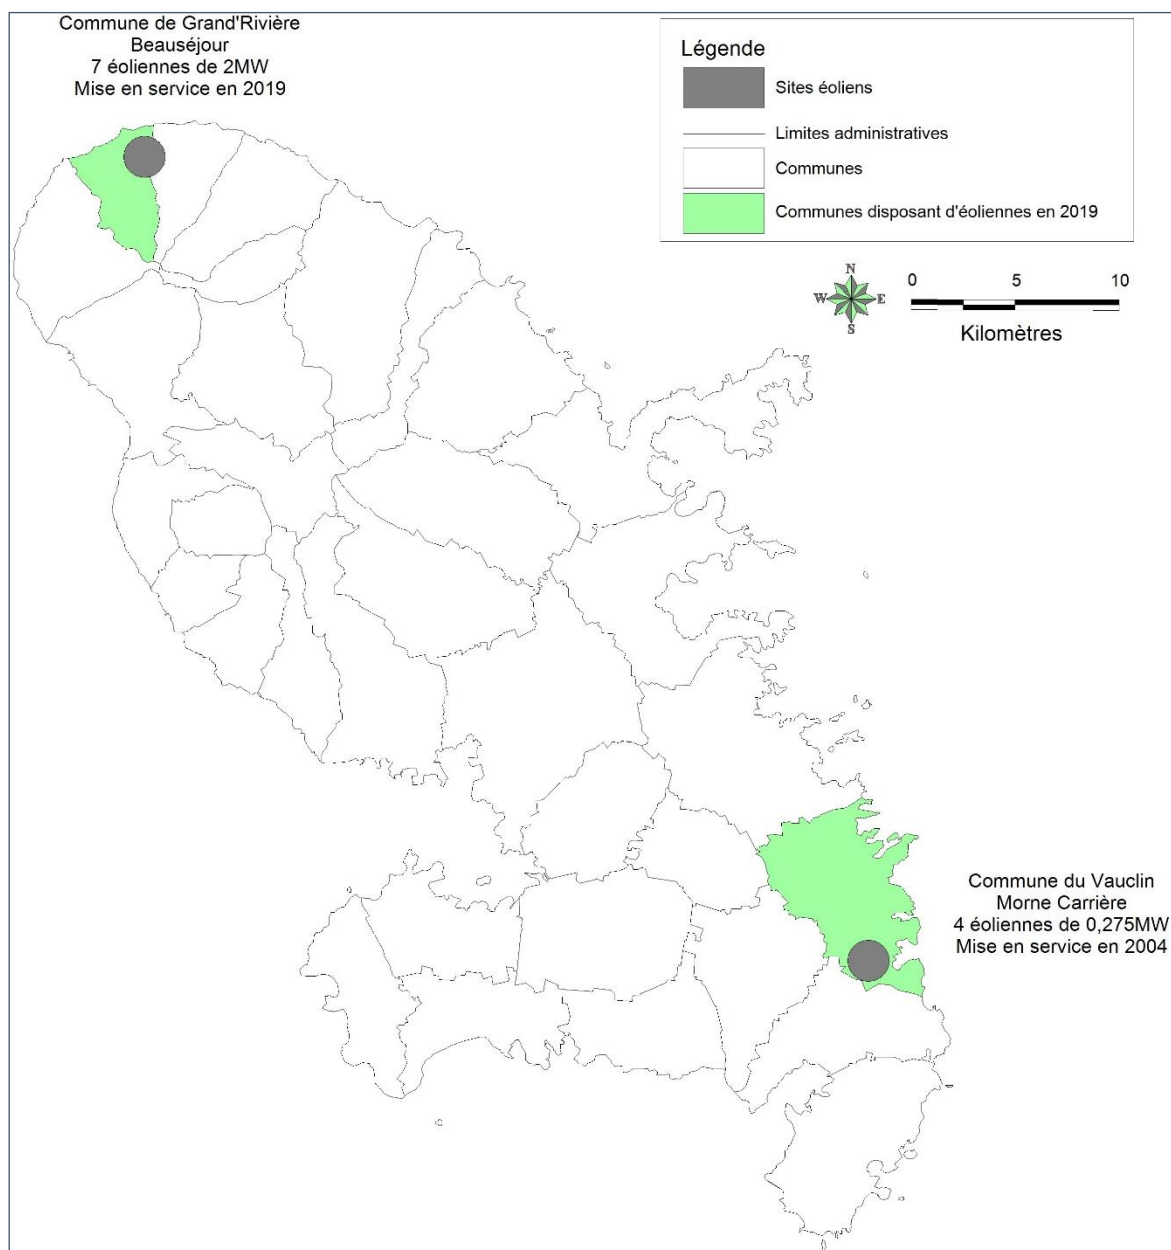 Commune de Grand'Rivière
Beauséjour
7 éoliennes de 2MW
Mise en service en 2019
Légende
Sites éoliens
Limites administratives
Communes
Communes disposant d'éoliennes en 2019
N
W E
S
0 5 10
Kilomètres
Commune du Vauclin
Morne Carrière
4 éoliennes de 0,275MW
Mise en service en 2004